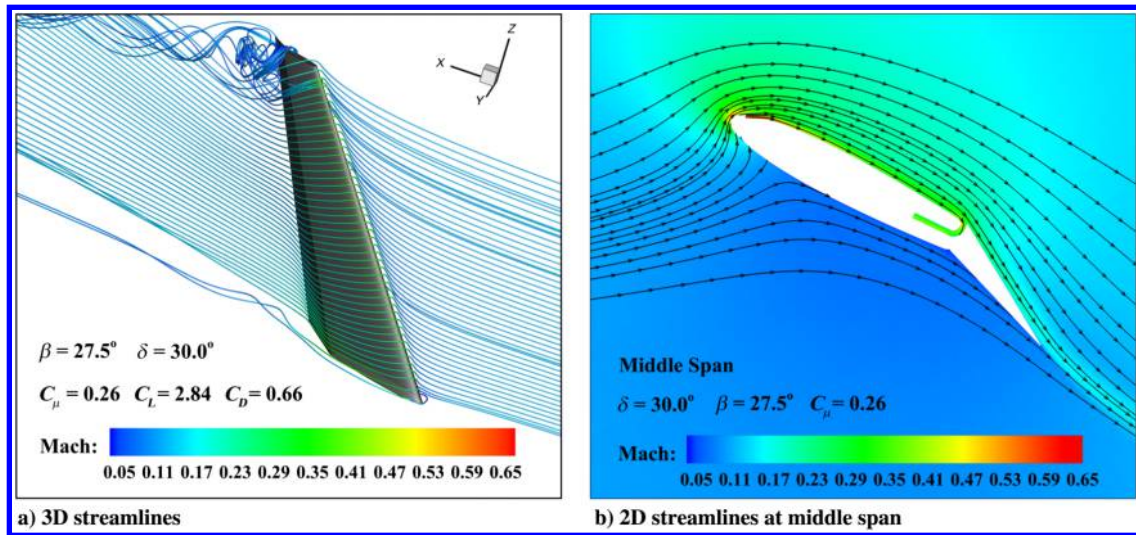 Z
X
Y
β = 27.5° δ = 30.0°
Cμ = 0.26 CL = 2.84 CD = 0.66
Mach:
0.05 0.11 0.17 0.23 0.29 0.35 0.41 0.47 0.53 0.59 0.65
a) 3D streamlines
Middle Span
δ = 30.0° β = 27.5° Cμ = 0.26
Mach:
0.05 0.11 0.17 0.23 0.29 0.35 0.41 0.47 0.53 0.59 0.65
b) 2D streamlines at middle span